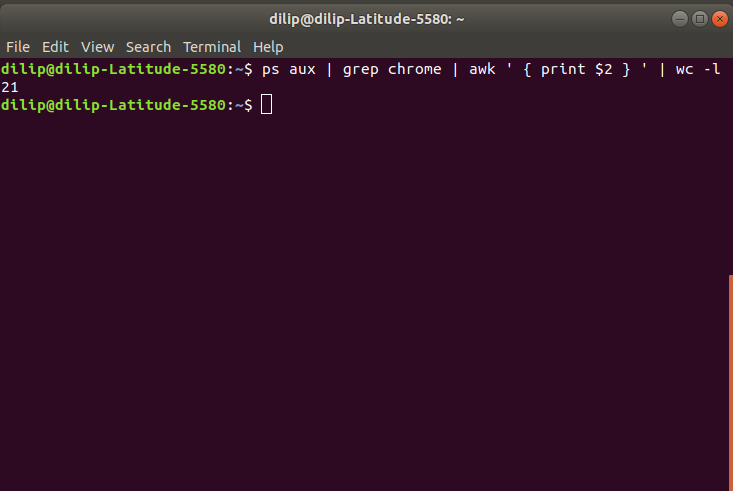 dilip@dilip-Latitude-5580: ~
File Edit View Search Terminal Help
dilip@dilip-Latitude-5580:~$ ps aux | grep chrome | awk ' { print $2 } ' | wc -l
21
dilip@dilip-Latitude-5580:~$